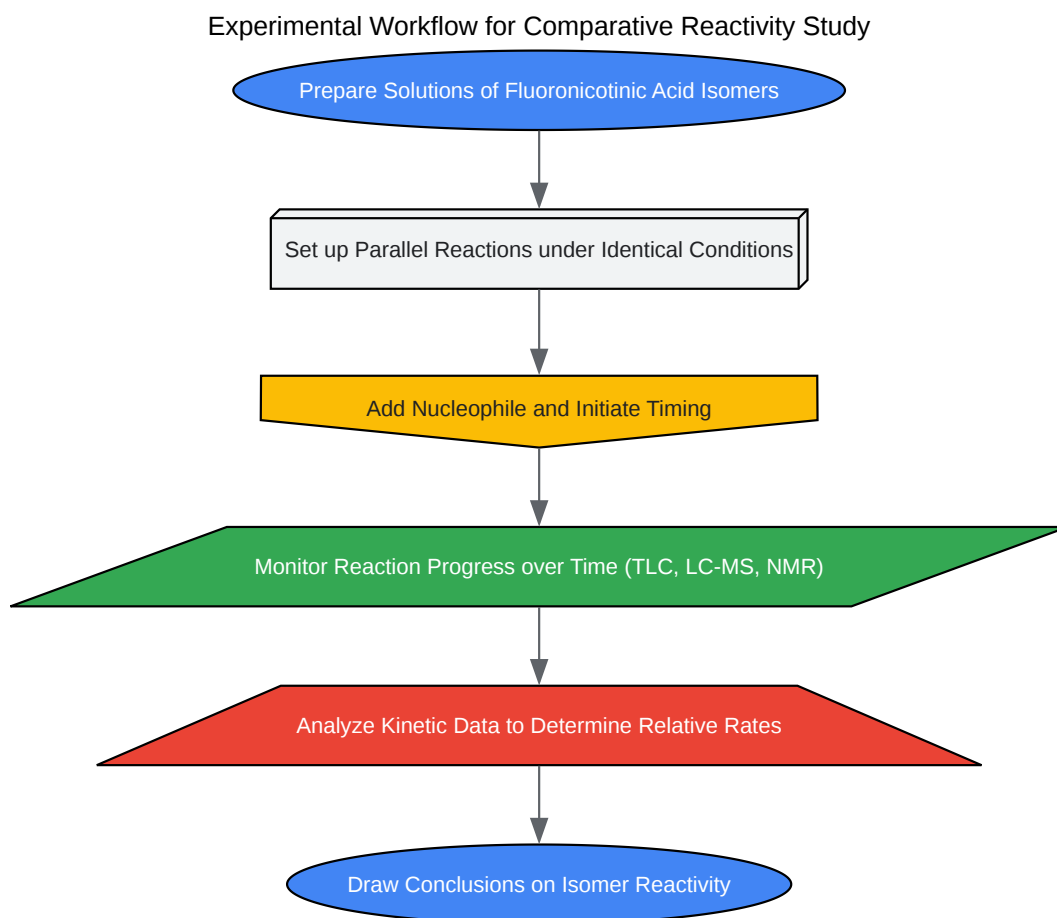 Experimental Workflow for Comparative Reactivity Study
Prepare Solutions of Fluoronicotinic Acid Isomers
Set up Parallel Reactions under Identical Conditions
Add Nucleophile and Initiate Timing
Monitor Reaction Progress over Time (TLC, LC-MS, NMR)
Analyze Kinetic Data to Determine Relative Rates
Draw Conclusions on Isomer Reactivity